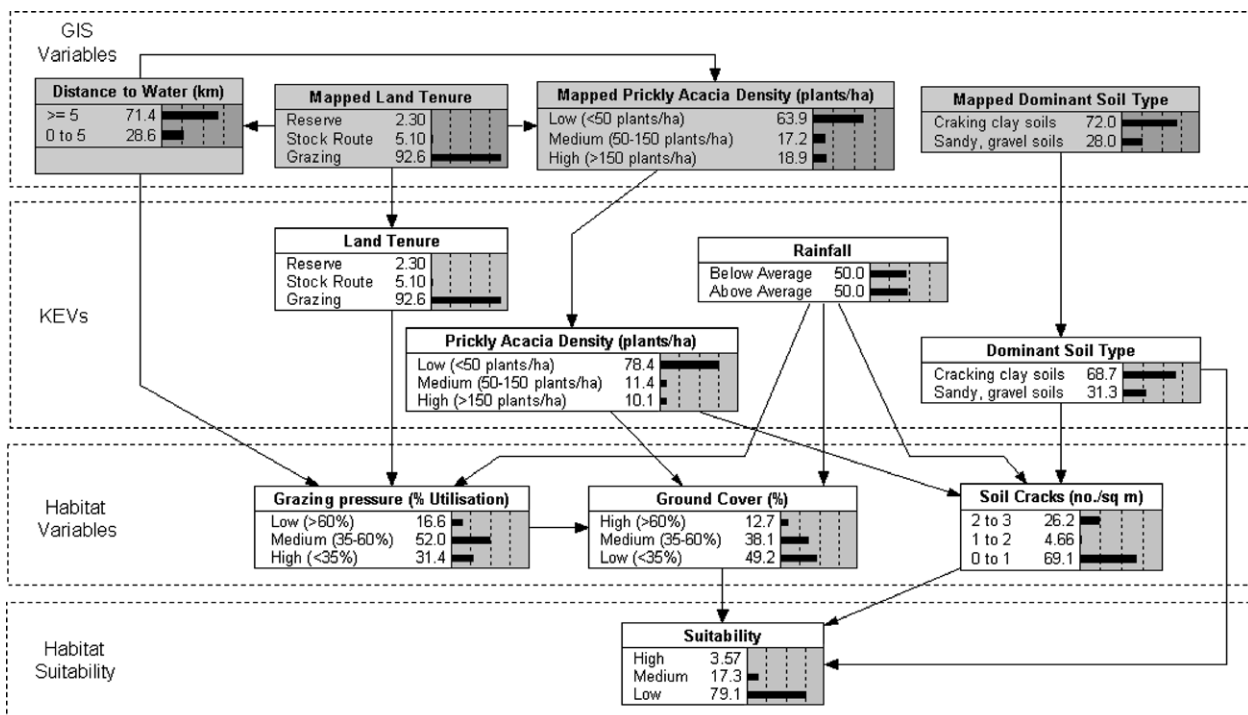 GIS
Variables
Distance to Water (km)
>= 5 71.4
0 to 5 28.6
Mapped Land Tenure
Reserve 2.30
Stock Route 5.10
Grazing 92.6
Mapped Prickly Acacia Density (plants/ha)
Low (<50 plants/ha) 63.9
Medium (50-150 plants/ha) 17.2
High (>150 plants/ha) 18.9
Mapped Dominant Soil Type
Craking clay soils 72.0
Sandy, gravel soils 28.0
KEVs
Land Tenure
Reserve 2.30
Stock Route 5.10
Grazing 92.6
Rainfall
Below Average 50.0
Above Average 50.0
Prickly Acacia Density (plants/ha)
Low (<50 plants/ha) 78.4
Medium (50-150 plants/ha) 11.4
High (>150 plants/ha) 10.1
Dominant Soil Type
Cracking clay soils 68.7
Sandy, gravel soils 31.3
Habitat
Variables
Grazing pressure (% Utilisation)
Low (>60%) 16.6
Medium (35-60%) 52.0
High (<35%) 31.4
Ground Cover (%)
High (>60%) 12.7
Medium (35-60%) 38.1
Low (<35%) 49.2
Soil Cracks (no./sq m)
2 to 3 26.2
1 to 2 4.66
0 to 1 69.1
Habitat
Suitability
Suitability
High 3.57
Medium 17.3
Low 79.1